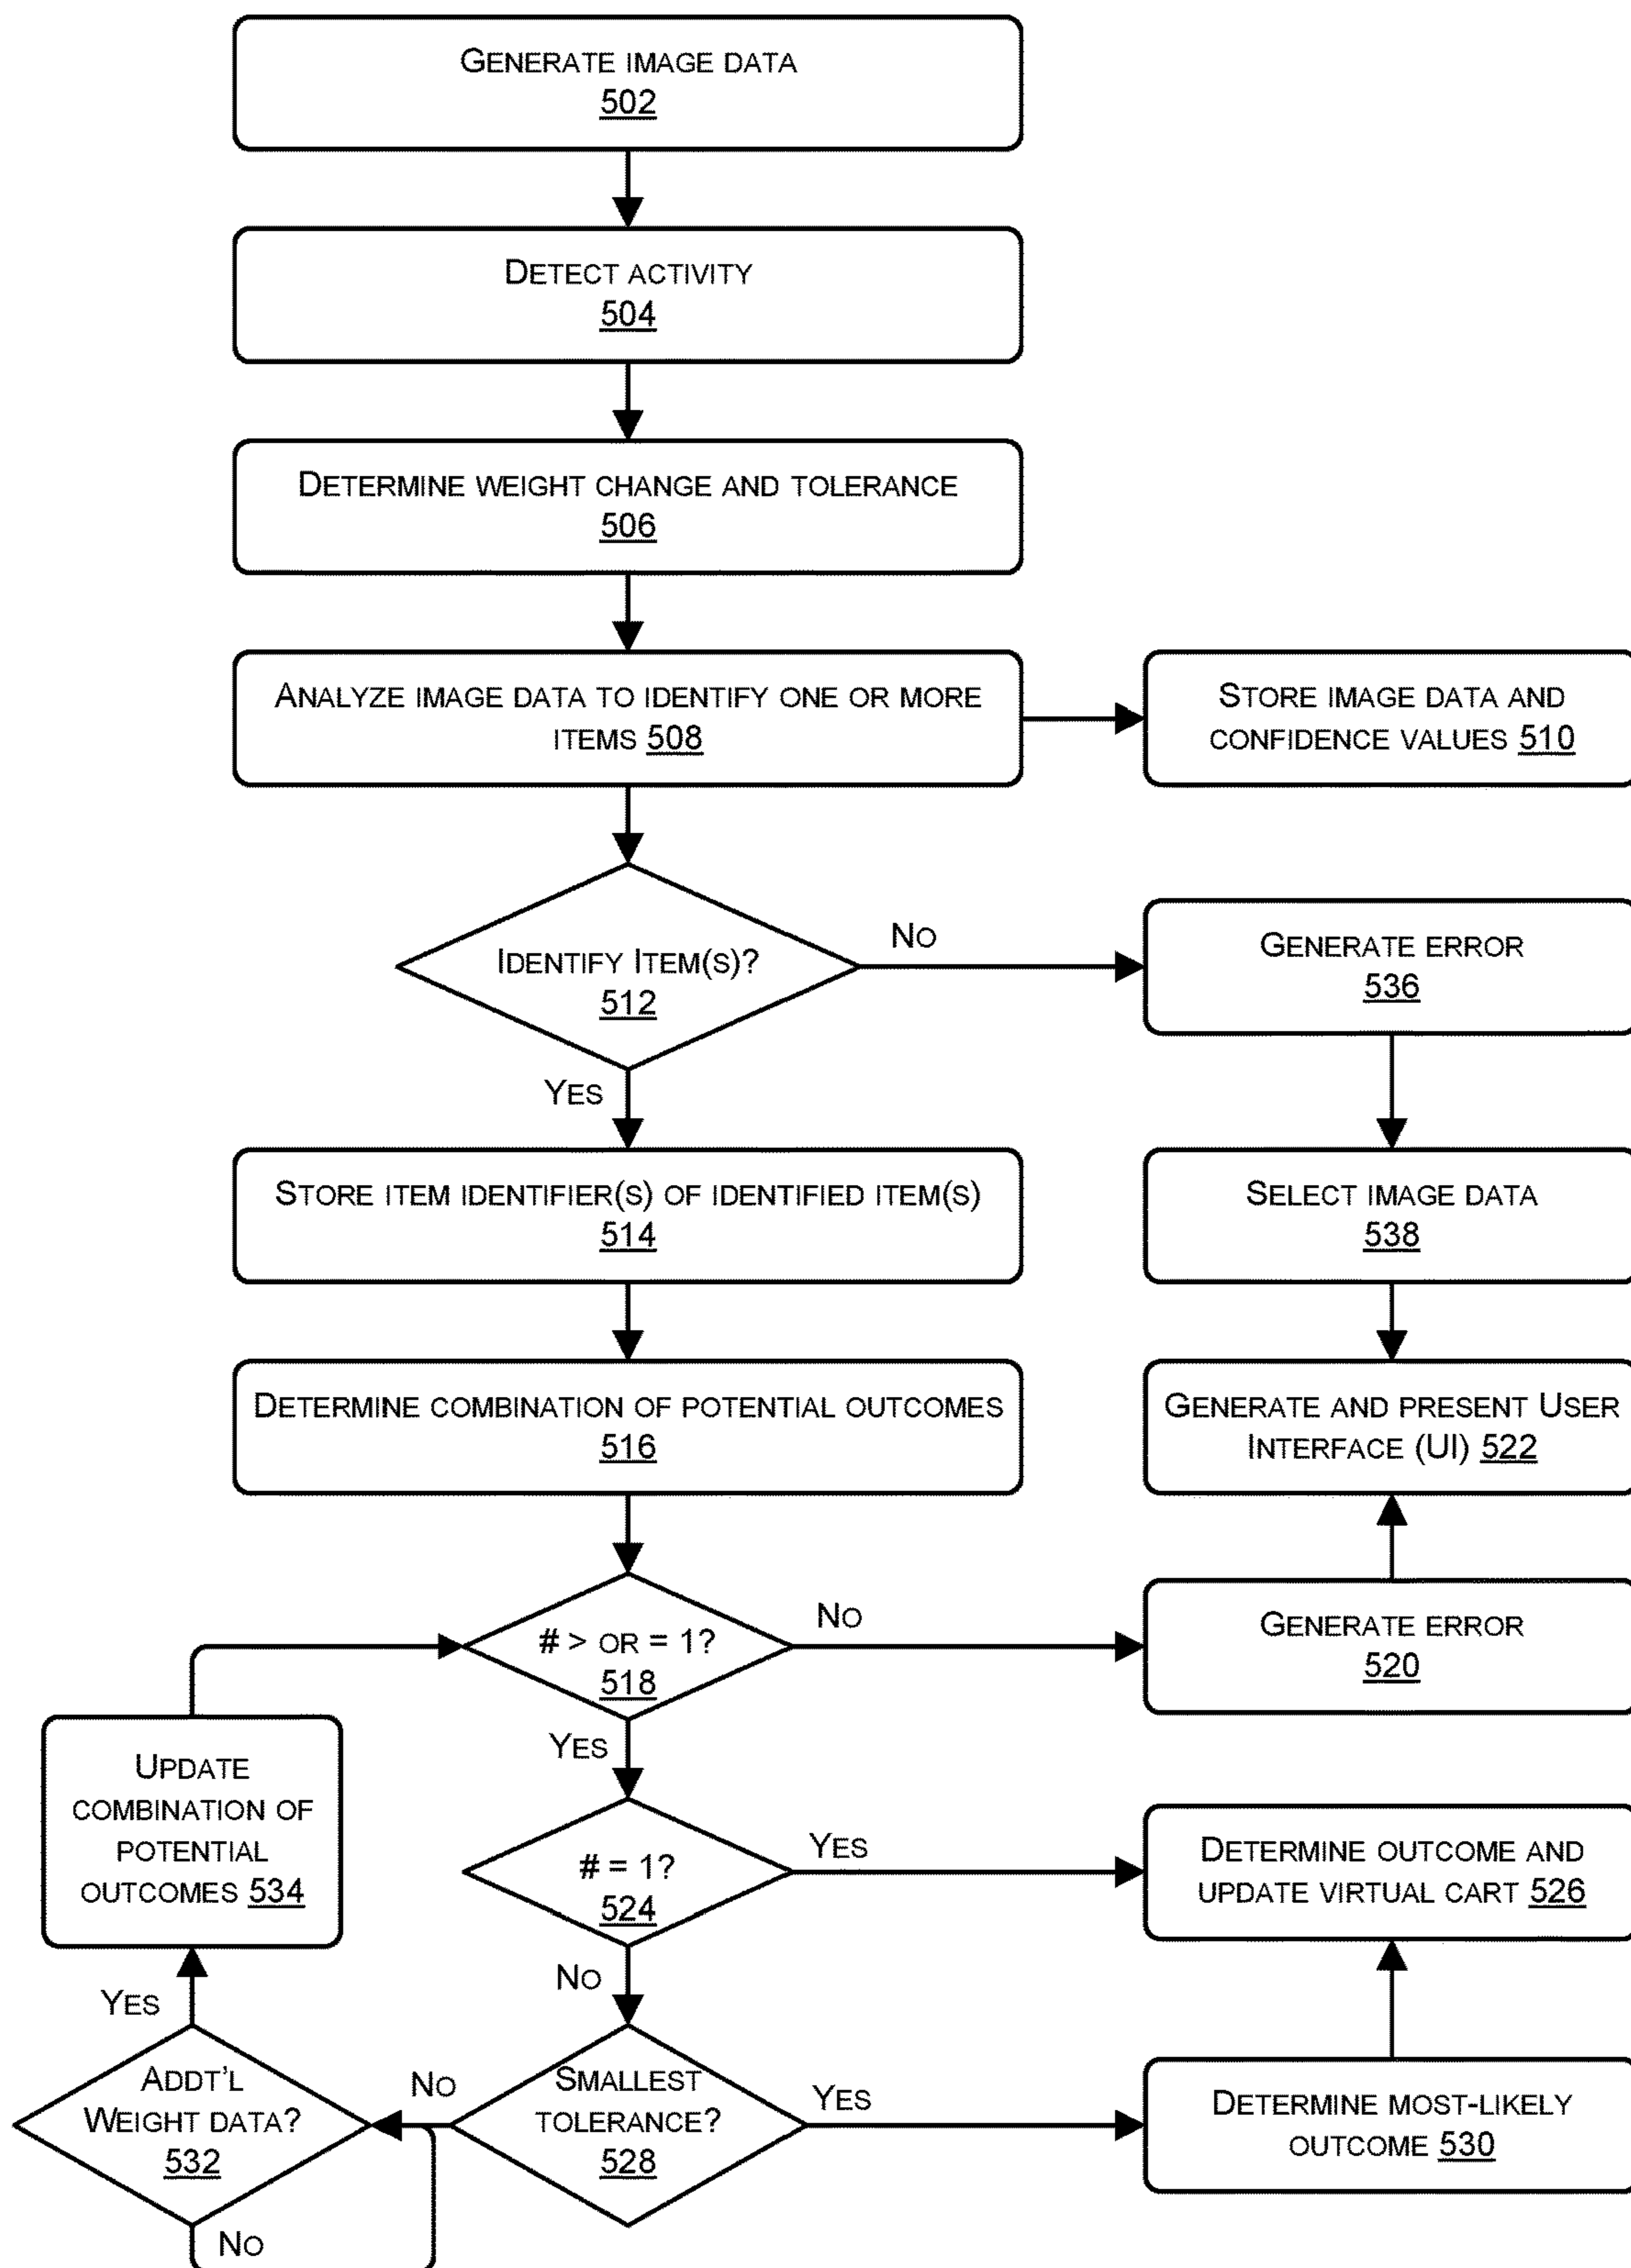 GENERATE IMAGE DATA
502
DETECT ACTIVITY
504
DETERMINE WEIGHT CHANGE AND TOLERANCE
506
ANALYZE IMAGE DATA TO IDENTIFY ONE OR MORE
ITEMS 508
STORE IMAGE DATA AND
CONFIDENCE VALUES 510
IDENTIFY ITEM(S)?
512
NO
GENERATE ERROR
536
YES
STORE ITEM IDENTIFIER(S) OF IDENTIFIED ITEM(S)
514
SELECT IMAGE DATA
538
DETERMINE COMBINATION OF POTENTIAL OUTCOMES
516
GENERATE AND PRESENT USER
INTERFACE (UI) 522
# > OR = 1?
518
NO
GENERATE ERROR
520
YES
UPDATE
COMBINATION OF
POTENTIAL
OUTCOMES 534
# = 1?
524
YES
DETERMINE OUTCOME AND
UPDATE VIRTUAL CART 526
NO
YES
ADDT'L
WEIGHT DATA?
532
NO
SMALLEST
TOLERANCE?
528
YES
DETERMINE MOST-LIKELY
OUTCOME 530
NO